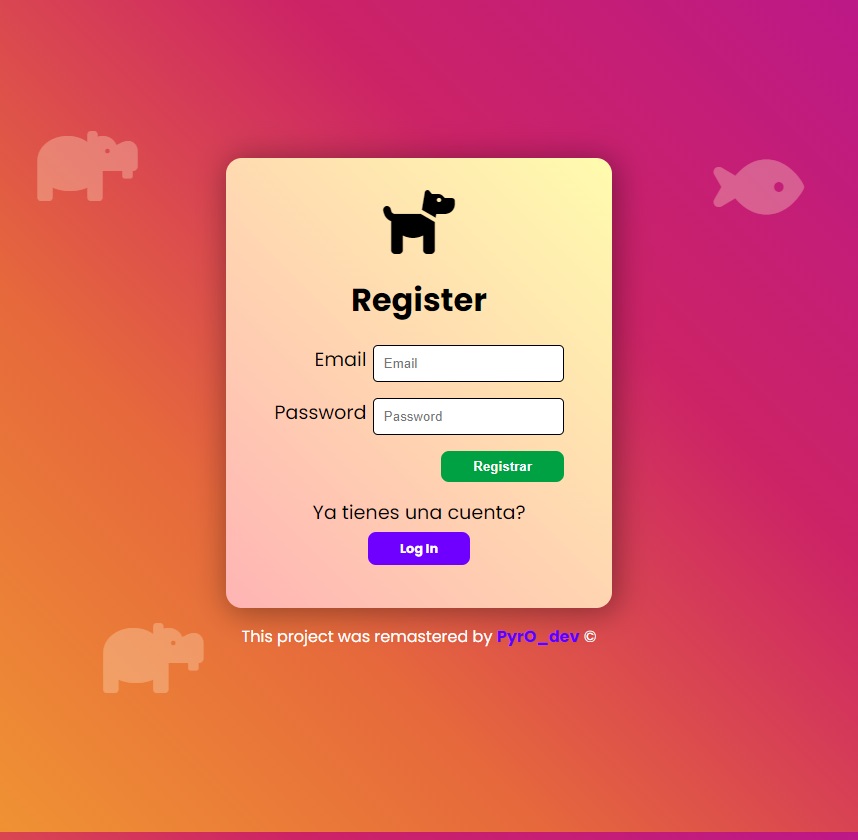 Register
Email Email
Password Password
Registrar
Ya tienes una cuenta?
Log In
This project was remastered by PyrO_dev ©